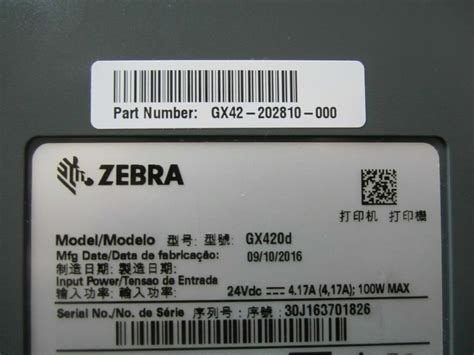 Part Number: GX42-202810-000
ZEBRA
打印机 打印機
Model/Modelo 型号: 型號: GX420d
Mfg Date/Data de fabricação: 09/10/2016
制造日期: 製造日期:
Input Power/Tensao de Entrada
输入功率: 輸入功率: 24Vdc ⎓ 4.17A (4,17A); 100W MAX
Serial No./No. de Série 序列号: 序號: 30J163701826